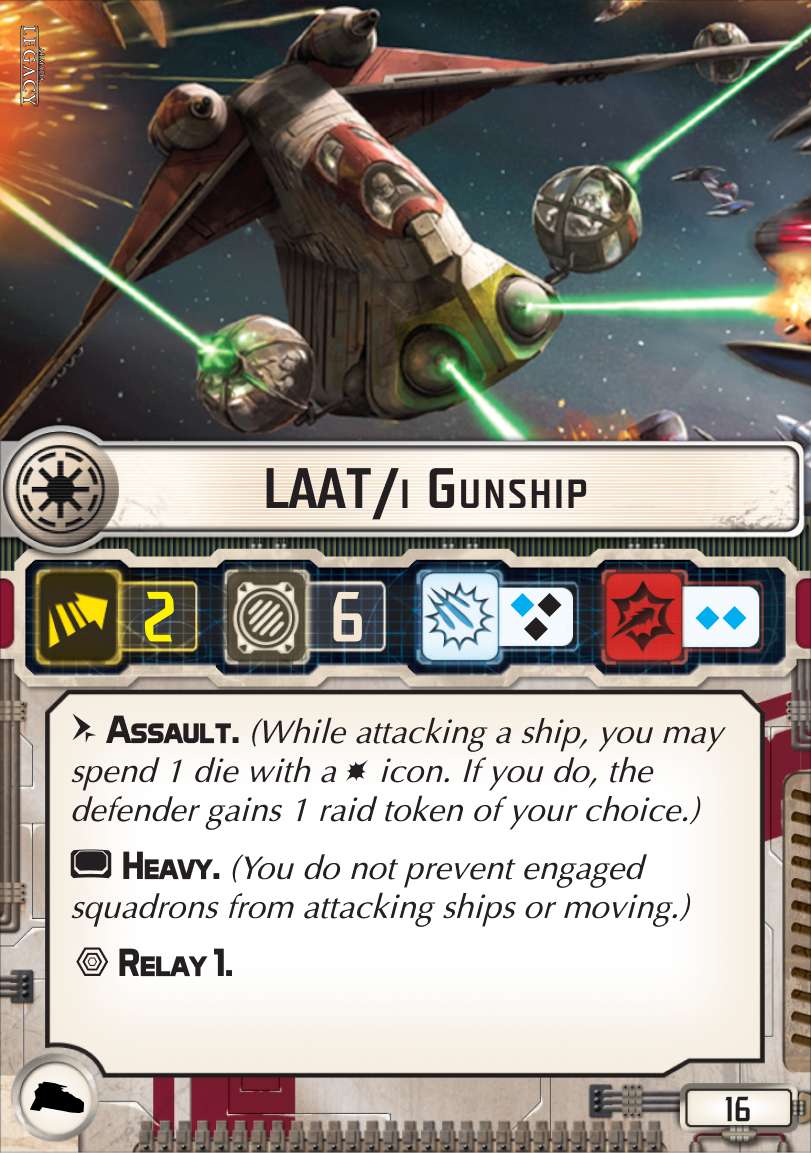 LEGACY
LAAT/i Gunship
2
6
Assault. (While attacking a ship, you may
spend 1 die with a icon. If you do, the
defender gains 1 raid token of your choice.)
Heavy. (You do not prevent engaged
squadrons from attacking ships or moving.)
Relay 1.
16